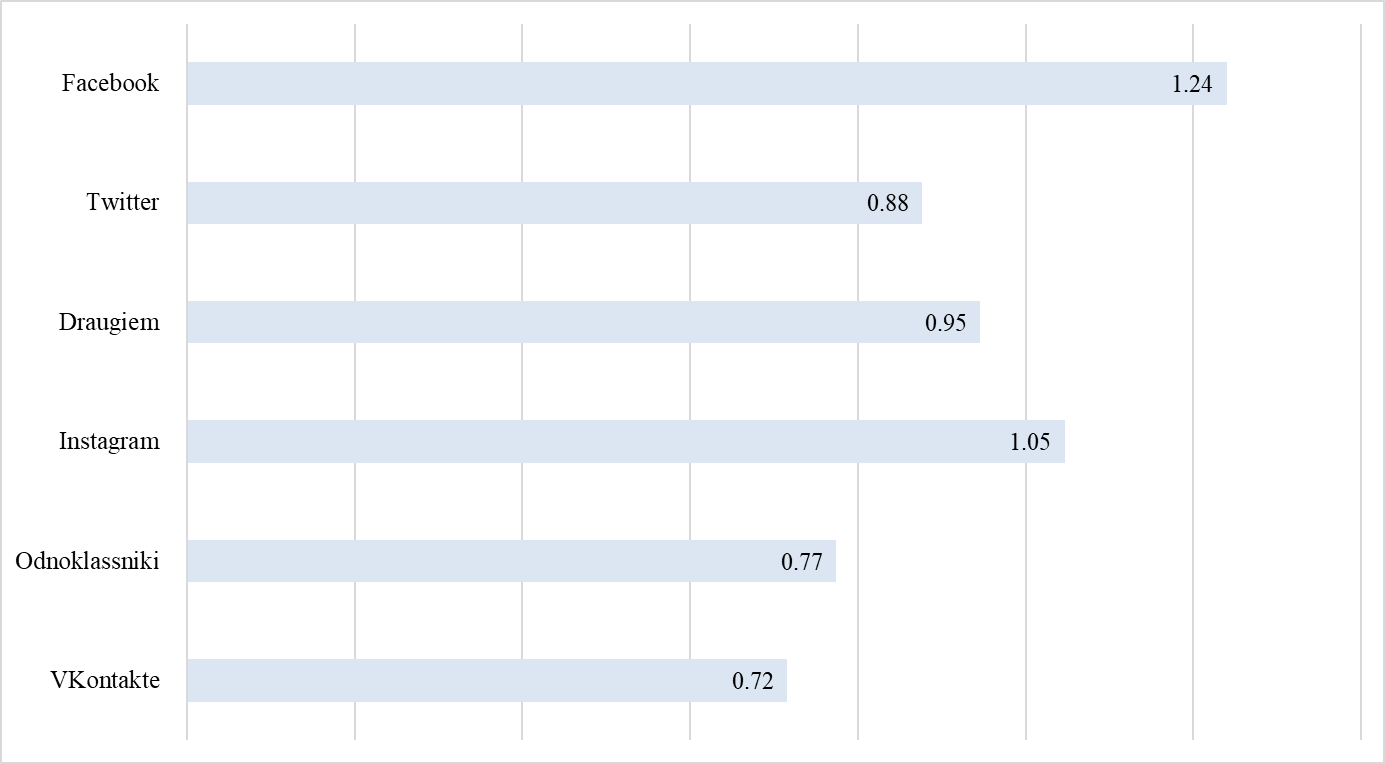 Facebook 1.24
Twitter 0.88
Draugiem 0.95
Instagram 1.05
Odnoklassniki 0.77
VKontakte 0.72